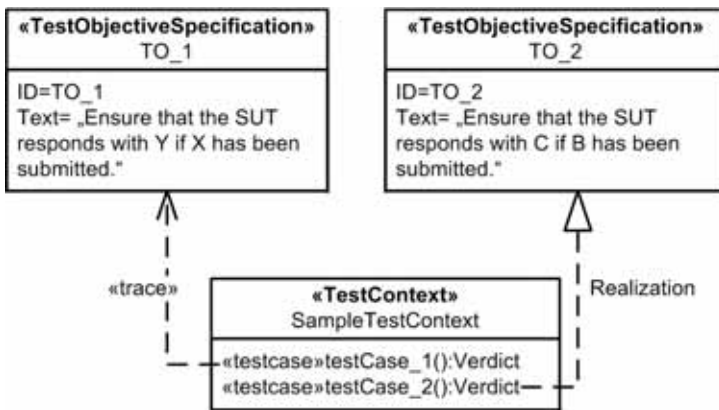 «TestObjectiveSpecification»
TO_1
ID=TO_1
Text= „Ensure that the SUT
responds with Y if X has been
submitted.“
«TestObjectiveSpecification»
TO_2
ID=TO_2
Text= „Ensure that the SUT
responds with C if B has been
submitted.“
«trace»
Realization
«TestContext»
SampleTestContext
«testcase»testCase_1():Verdict
«testcase»testCase_2():Verdict